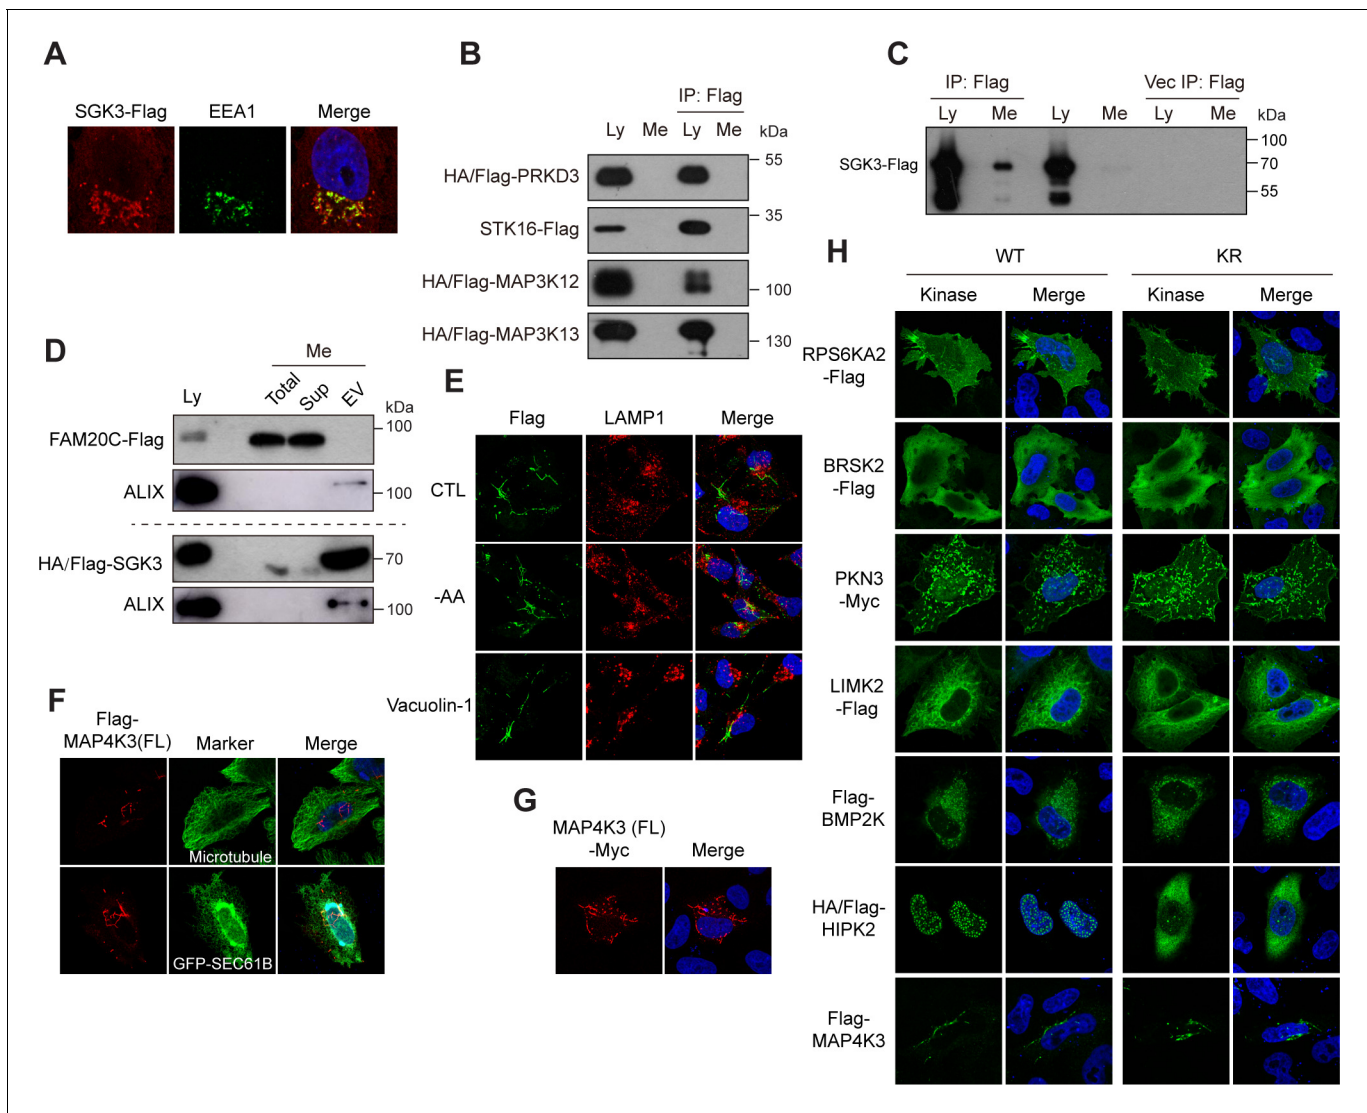 A
SGK3-Flag EEA1 Merge
B
IP: Flag
Ly Me Ly Me kDa
HA/Flag-PRKD3 55
STK16-Flag 35
HA/Flag-MAP3K12 100
HA/Flag-MAP3K13 130
C
IP: Flag Vec IP: Flag
Ly Me Ly Me Ly Me kDa
SGK3-Flag
100
70
55
D
Me
Ly Total Sup EV kDa
FAM20C-Flag 100
ALIX 100
HA/Flag-SGK3 70
ALIX 100
E
Flag LAMP1 Merge
CTL
-AA
Vacuolin-1
F
Flag-
MAP4K3(FL) Marker Merge
Microtubule
GFP-SEC61B
G
MAP4K3 (FL)
-Myc Merge
H
WT KR
Kinase Merge Kinase Merge
RPS6KA2
-Flag
BRSK2
-Flag
PKN3
-Myc
LIMK2
-Flag
Flag-
BMP2K
HA/Flag-
HIPK2
Flag-
MAP4K3